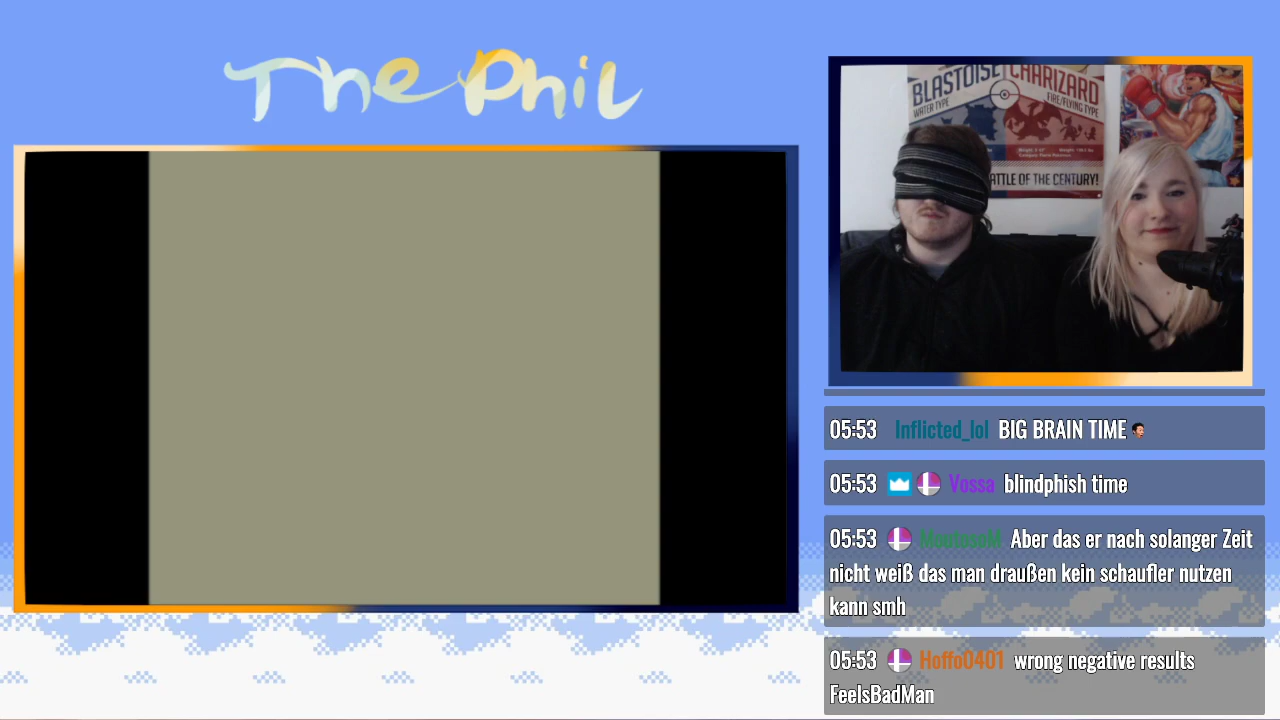 The Phil
BLASTOISE
CHARIZARD
WATER TYPE
FIRE/FLYING TYPE
BATTLE OF THE CENTURY!
05:53 Inflicted_lol BIG BRAIN TIME
05:53 Vossa blindphish time
05:53 MoutosoM Aber das er nach solanger Zeit
nicht weiß das man draußen kein schaufler nutzen
kann smh
05:53 Hoffo0401 wrong negative results
FeelsBadMan